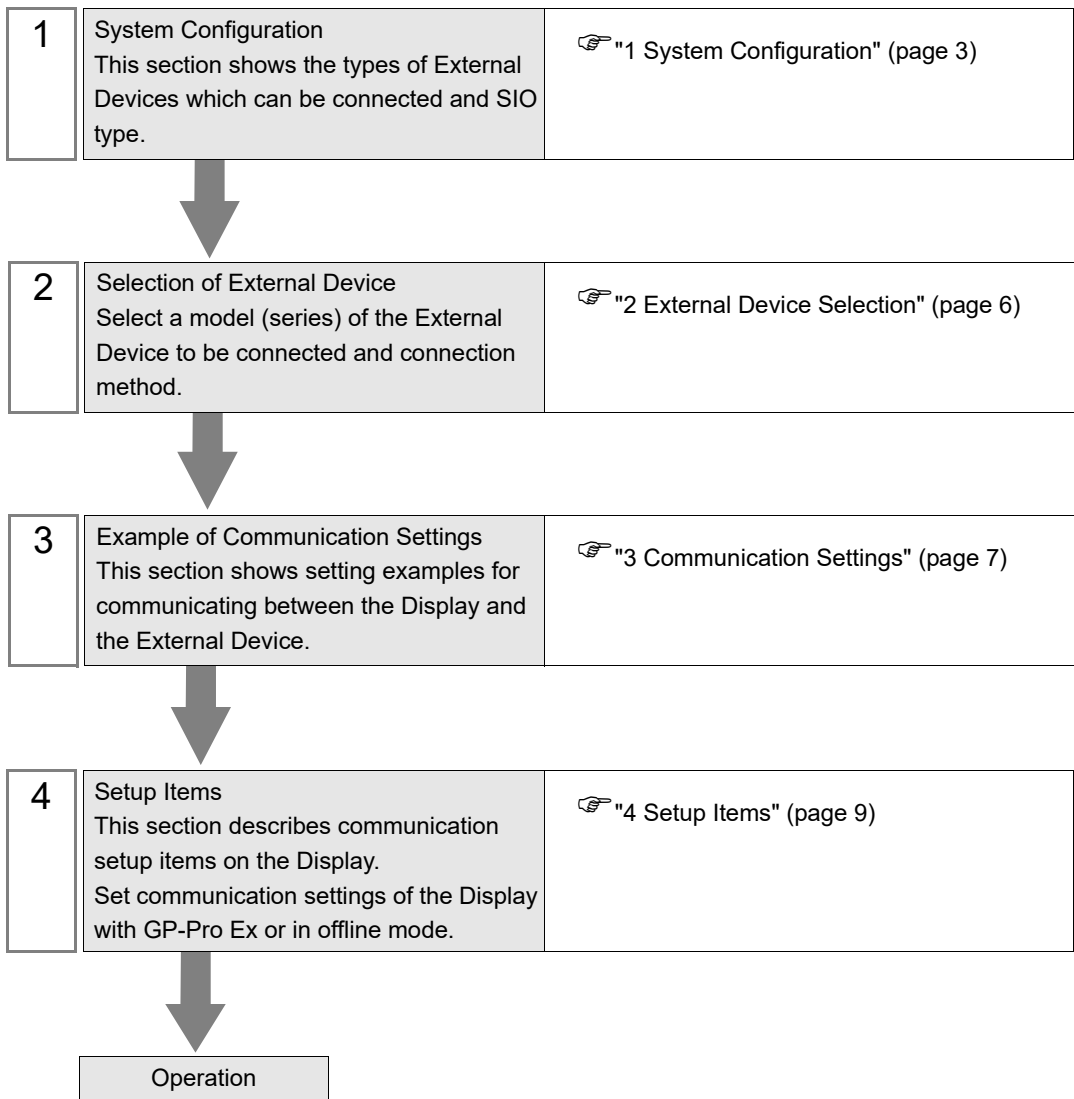 1
System Configuration
This section shows the types of External
Devices which can be connected and SIO
type.
"1 System Configuration" (page 3)
2
Selection of External Device
Select a model (series) of the External
Device to be connected and connection
method.
"2 External Device Selection" (page 6)
3
Example of Communication Settings
This section shows setting examples for
communicating between the Display and
the External Device.
"3 Communication Settings" (page 7)
4
Setup Items
This section describes communication
setup items on the Display.
Set communication settings of the Display
with GP-Pro Ex or in offline mode.
"4 Setup Items" (page 9)
Operation